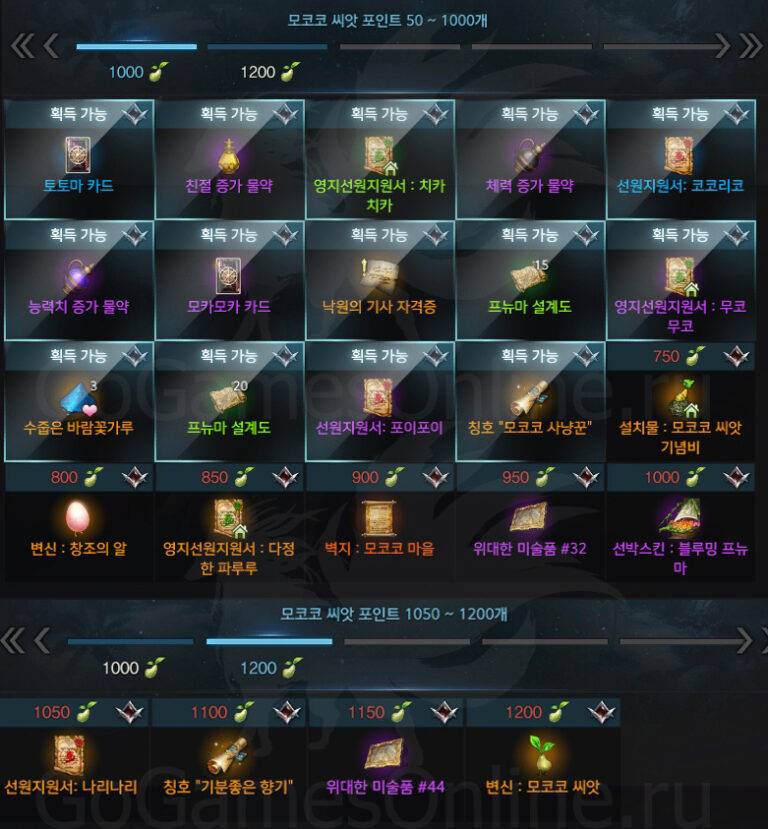 모코코 씨앗 포인트 50 ~ 1000개
1000 1200
획득 가능 획득 가능 획득 가능 획득 가능 획득 가능
토토마 카드 친절 증가 물약 영지선원지원서 : 치카치카 체력 증가 물약 선원지원서: 코코리코
획득 가능 획득 가능 획득 가능 획득 가능 획득 가능
15
능력치 증가 물약 모카모카 카드 낙원의 기사 자격증 프뉴마 설계도 영지선원지원서 : 무코무코
획득 가능 획득 가능 획득 가능 획득 가능 750
3 20
수줍은 바람꽃가루 프뉴마 설계도 선원지원서: 포이포이 칭호 "모코코 사냥꾼" 설치물 : 모코코 씨앗 기념비
800 850 900 950 1000
변신 : 창조의 알 영지선원지원서 : 다정한 파루루 벽지 : 모코코 마을 위대한 미술품 #32 선박스킨 : 블루밍 프뉴마
모코코 씨앗 포인트 1050 ~ 1200개
1000 1200
1050 1100 1150 1200
선원지원서: 나리나리 칭호 "기분좋은 향기" 위대한 미술품 #44 변신 : 모코코 씨앗
GoGamesOnline.ru
GoGamesOnline.ru